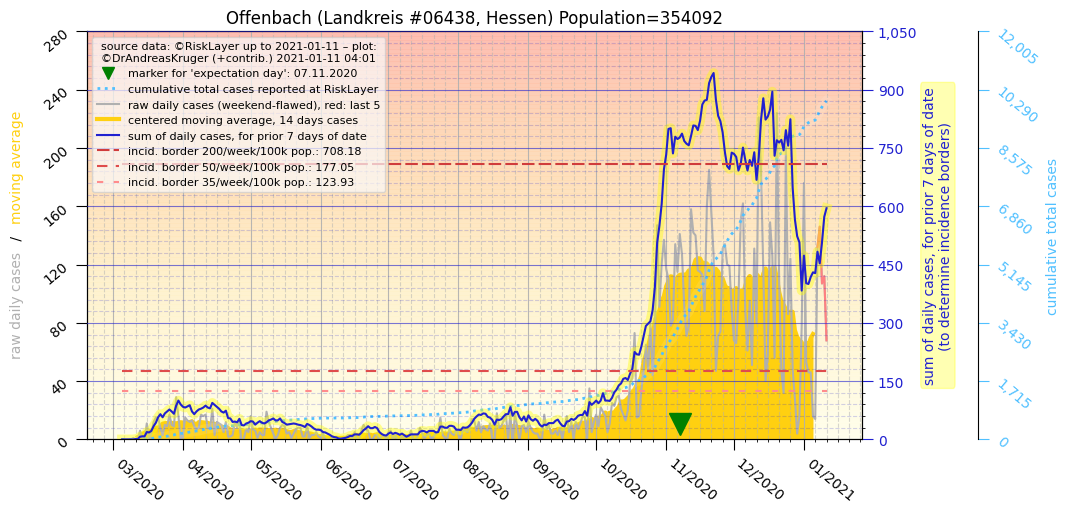 Offenbach (Landkreis #06438, Hessen) Population=354092
source data: ©RiskLayer up to 2021-01-11 – plot:
©DrAndreasKruger (+contrib.) 2021-01-11 04:01
marker for 'expectation day': 07.11.2020
cumulative total cases reported at RiskLayer
raw daily cases (weekend-flawed), red: last 5
centered moving average, 14 days cases
sum of daily cases, for prior 7 days of date
incid. border 200/week/100k pop.: 708.18
incid. border 50/week/100k pop.: 177.05
incid. border 35/week/100k pop.: 123.93
raw daily cases / moving average
280
240
200
160
120
80
40
0
03/2020
04/2020
05/2020
06/2020
07/2020
08/2020
09/2020
10/2020
11/2020
12/2020
01/2021
1,050
900
750
600
450
300
150
0
sum of daily cases, for prior 7 days of date
(to determine incidence borders)
12,005
10,290
8,575
6,860
5,145
3,430
1,715
0
cumulative total cases